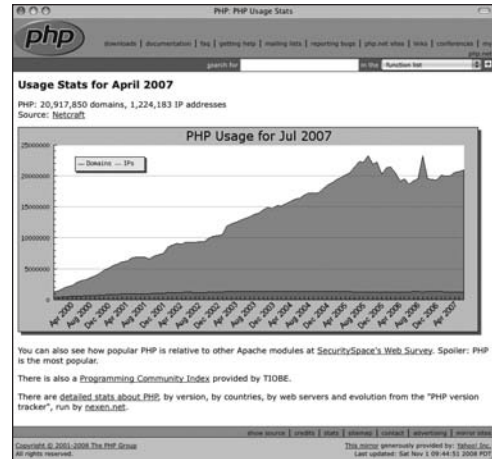 PHP: PHP Usage Stats
php
downloads | documentation | faq | getting help | mailing lists | reporting bugs | php.net sites | links | conferences | my php.net
search for in the function list
Usage Stats for April 2007
PHP: 20,917,850 domains, 1,224,183 IP addresses
Source: Netcraft
PHP Usage for Jul 2007
Domains IPs
25000000
20000000
15000000
10000000
5000000
0
Apr 2000 Aug 2000 Dec 2000 Apr 2001 Aug 2001 Dec 2001 Apr 2002 Aug 2002 Dec 2002 Apr 2003 Aug 2003 Dec 2003 Apr 2004 Aug 2004 Dec 2004 Apr 2005 Aug 2005 Dec 2005 Apr 2006 Aug 2006 Dec 2006 Apr 2007
You can also see how popular PHP is relative to other Apache modules at SecuritySpace's Web Survey. Spoiler: PHP
is the most popular.
There is also a Programming Community Index provided by TIOBE.
There are detailed stats about PHP, by version, by countries, by web servers and evolution from the "PHP version
tracker", run by nexen.net.
show source | credits | stats | sitemap | contact | advertising | mirror sites
Copyright © 2001-2008 The PHP Group
All rights reserved.
This mirror generously provided by: Yahoo! Inc.
Last updated: Sat Nov 1 09:44:51 2008 PDT